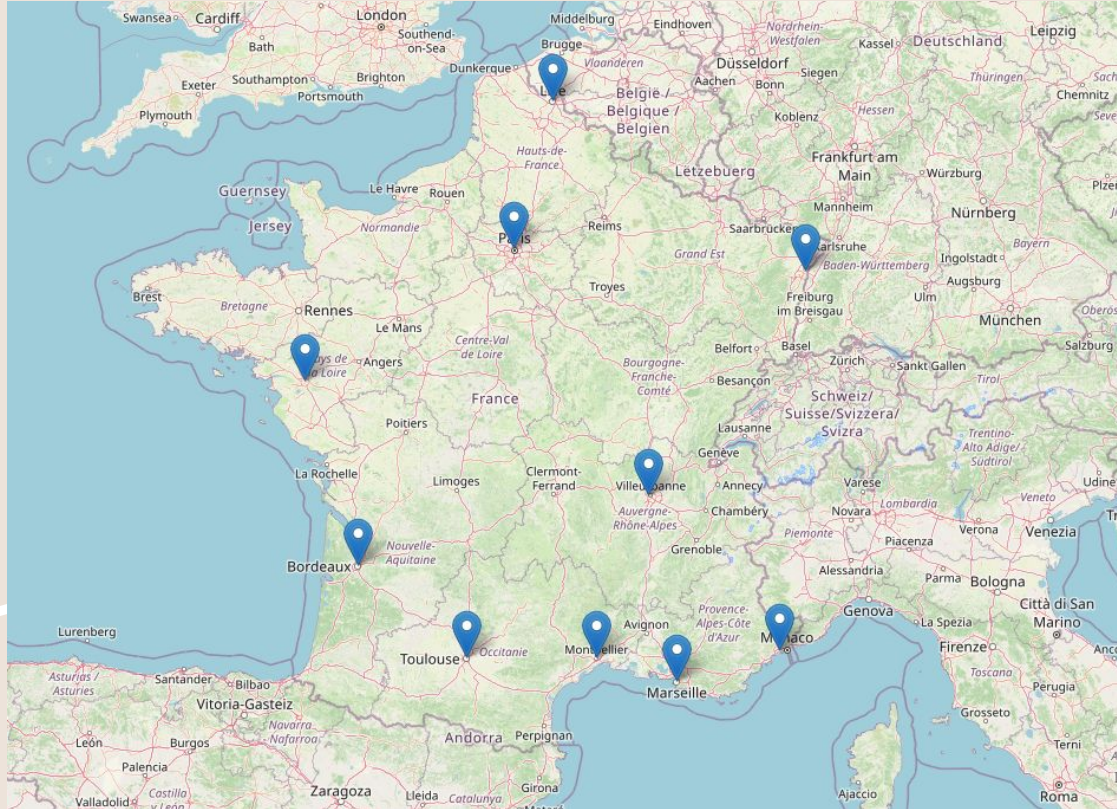 Swansea
Cardiff
London
Middelburg
Eindhoven
Nordrhein-
Westfalen
Kassel
Deutschland
Leipzig
Southend-
on-Sea
Bath
Brugge
Vlaanderen
Düsseldorf
Thüringen
Dunkerque
Aachen
Bonn
Siegen
Exeter
Southampton
Brighton
Portsmouth
Chemnitz
België /
Belgique /
Belgien
Koblenz
Hessen
Plymouth
Hauts-de-
France
Lëtzebuerg
Frankfurt am
Main
Würzburg
Guernsey
Le Havre
Rouen
Mannheim
Nürnberg
Jersey
Normandie
Reims
Saarbrücken
Karlsruhe
Bayern
Grand Est
Baden-Württemberg
Ingolstadt
Augsburg
Brest
Troyes
Freiburg
im Breisgau
Ulm
München
Bretagne
Rennes
Le Mans
Centre-Val
de Loire
Belfort
Basel
Zürich
Salzburg
Angers
Bourgogne-
Franche-
Comté
Besançon
Sankt Gallen
Tirol
France
Schweiz/
Suisse/Svizzera/
Svizra
Poitiers
Lausanne
Trentino-
Alto Adige/
Südtirol
La Rochelle
Limoges
Clermont-
Ferrand
Genève
Annecy
Varese
Udine
Auvergne-
Rhône-Alpes
Chambéry
Novara
Lombardia
Veneto
Verona
Venezia
Nouvelle-
Aquitaine
Grenoble
Piemonte
Piacenza
Bordeaux
Alessandria
Parma
Bologna
Genova
Città di San
Marino
Lurenberg
Avignon
Provence-
Alpes-Côte
d'Azur
La Spezia
Firenze
Toulouse
Occitanie
Marseille
Toscana
Asturias /
Asturies
Santander
Bilbao
Vitoria-Gasteiz
Perugia
Navarra -
Nafarroa
Andorra
Perpignan
Grosseto
León
Burgos
Terni
Palencia
Girona
Valladolid
Castilla
y León
Zaragoza
Lleida
Catalunya
Ajaccio
Roma